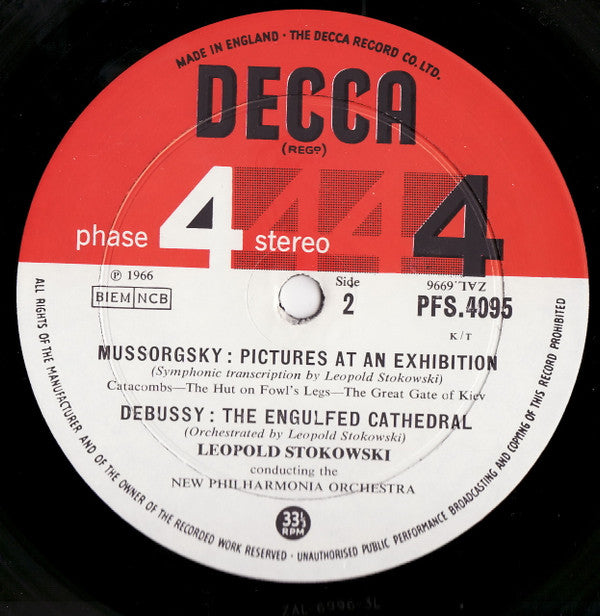 MADE IN ENGLAND · THE DECCA RECORD CO. LTD.
DECCA
(REGD)
phase 4 stereo 4 4 4
℗ 1966
BIEM NCB
Side
2
ZAL.9699
PFS.4095
K/T
MUSSORGSKY : PICTURES AT AN EXHIBITION
(Symphonic transcription by Leopold Stokowski)
Catacombs—The Hut on Fowl's Legs—The Great Gate of Kiev
DEBUSSY : THE ENGULFED CATHEDRAL
(Orchestrated by Leopold Stokowski)
LEOPOLD STOKOWSKI
conducting the
NEW PHILHARMONIA ORCHESTRA
33⅓
RPM
ALL RIGHTS OF THE MANUFACTURER AND OF THE OWNER OF THE RECORDED WORK RESERVED · UNAUTHORISED PUBLIC PERFORMANCE BROADCASTING AND COPYING OF THIS RECORD PROHIBITED